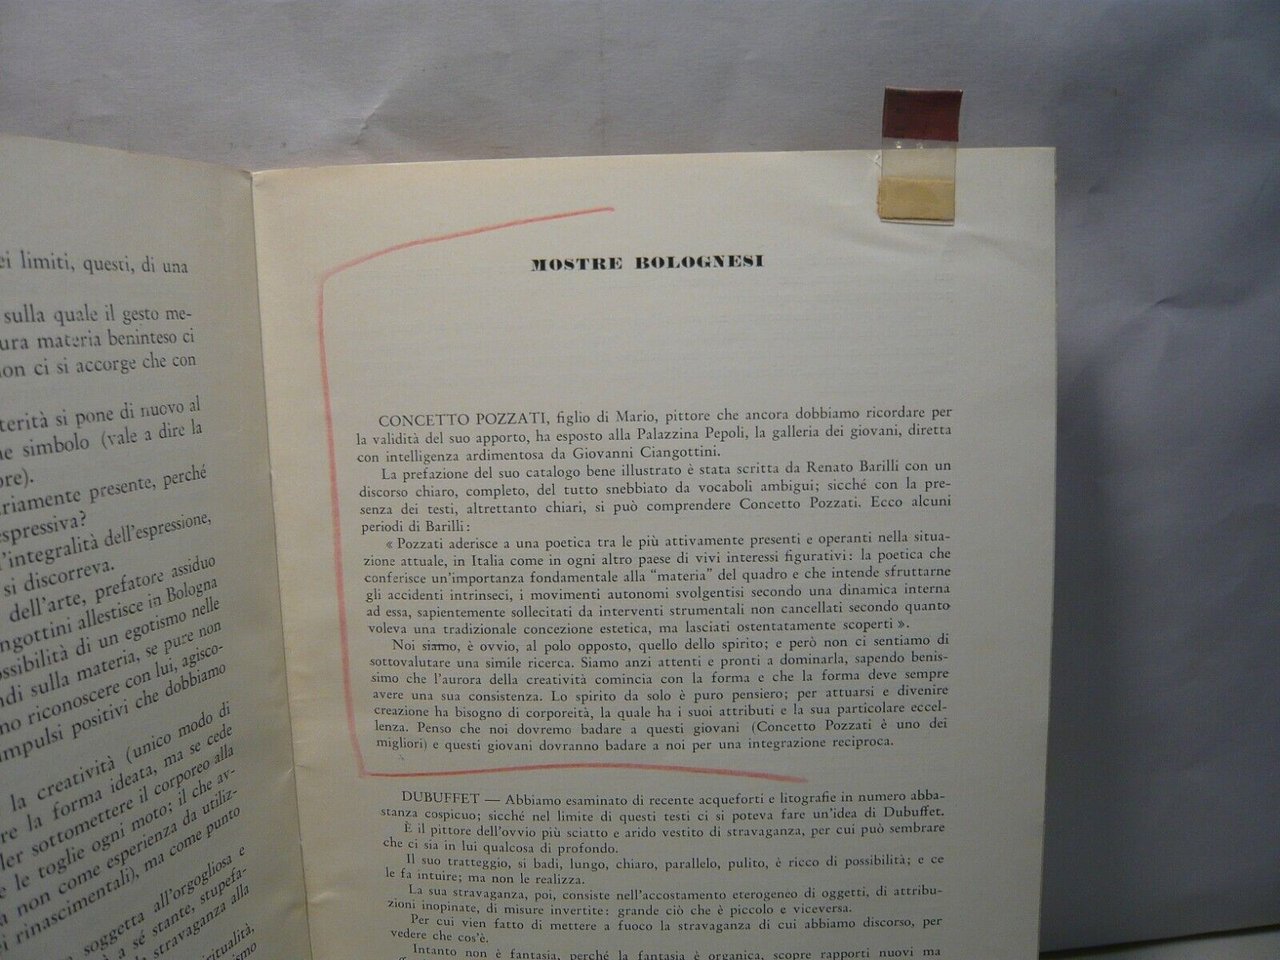 ei limiti, questi, di una
sulla quale il gesto me-
ura materia beninteso ci
non ci si accorge che con
terità si pone di nuovo al
ne simbolo (vale a dire la
ore).
riamente presente, perché
espressiva?
l'integralità dell'espressione,
si discorreva.
dell'arte, prefatore assiduo
ngottini allestisce in Bologna
ossibilità di un egotismo nelle
ndi sulla materia, se pure non
mo riconoscere con lui, agisco-
impulsi positivi che dobbiamo
la creatività (unico modo di
re la forma ideata, ma se cede
ler sottomettere il corporeo alla
e le toglie ogni moto; il che av-
a non come esperienza da utiliz-
ei rinascimentali), ma come punto
soggetta all'orgogliosa e
à a sé stante, stupefa-
la stravaganza alla
ritualità,
ismo
MOSTRE BOLOGNESI
CONCETTO POZZATI, figlio di Mario, pittore che ancora dobbiamo ricordare per
la validità del suo apporto, ha esposto alla Palazzina Pepoli, la galleria dei giovani, diretta
con intelligenza ardimentosa da Giovanni Ciangottini.
La prefazione del suo catalogo bene illustrato è stata scritta da Renato Barilli con un
discorso chiaro, completo, del tutto snebbiato da vocaboli ambigui; sicché con la pre-
senza dei testi, altrettanto chiari, si può comprendere Concetto Pozzati. Ecco alcuni
periodi di Barilli:
« Pozzati aderisce a una poetica tra le più attivamente presenti e operanti nella situa-
zione attuale, in Italia come in ogni altro paese di vivi interessi figurativi: la poetica che
conferisce un'importanza fondamentale alla "materia" del quadro e che intende sfruttarne
gli accidenti intrinseci, i movimenti autonomi svolgentisi secondo una dinamica interna
ad essa, sapientemente sollecitati da interventi strumentali non cancellati secondo quanto
voleva una tradizionale concezione estetica, ma lasciati ostentatamente scoperti ».
Noi siamo, è ovvio, al polo opposto, quello dello spirito; e però non ci sentiamo di
sottovalutare una simile ricerca. Siamo anzi attenti e pronti a dominarla, sapendo benis-
simo che l'aurora della creatività comincia con la forma e che la forma deve sempre
avere una sua consistenza. Lo spirito da solo è puro pensiero; per attuarsi e divenire
creazione ha bisogno di corporeità, la quale ha i suoi attributi e la sua particolare eccel-
lenza. Penso che noi dovremo badare a questi giovani (Concetto Pozzati è uno dei
migliori) e questi giovani dovranno badare a noi per una integrazione reciproca.
DUBUFFET — Abbiamo esaminato di recente acqueforti e litografie in numero abba-
stanza cospicuo; sicché nel limite di questi testi ci si poteva fare un'idea di Dubuffet.
È il pittore dell'ovvio più sciatto e arido vestito di stravaganza, per cui può sembrare
che ci sia in lui qualcosa di profondo.
Il suo tratteggio, si badi, lungo, chiaro, parallelo, pulito, è ricco di possibilità; e ce
le fa intuire; ma non le realizza.
La sua stravaganza, poi, consiste nell'accostamento eterogeneo di oggetti, di attribu-
zioni inopinate, di misure invertite: grande ciò che è piccolo e viceversa.
Per cui vien fatto di mettere a fuoco la stravaganza di cui abbiamo discorso, per
vedere che cos'è.
Intanto non è fantasia, perché la fantasia è organica, scopre rapporti nuovi ma